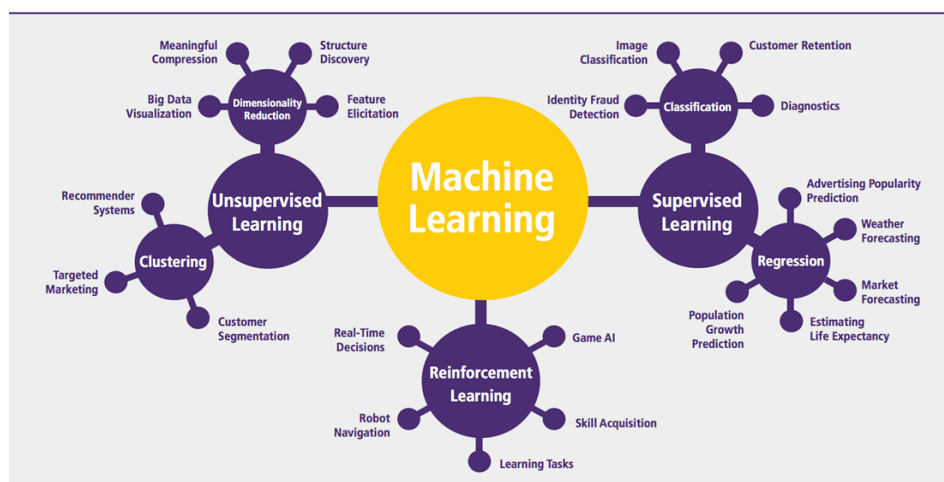 Machine
Learning
Unsupervised
Learning
Dimensionality
Reduction
Meaningful
Compression
Structure
Discovery
Big Data
Visualization
Feature
Elicitation
Clustering
Recommender
Systems
Targeted
Marketing
Customer
Segmentation
Supervised
Learning
Classification
Image
Classification
Customer Retention
Identity Fraud
Detection
Diagnostics
Regression
Advertising Popularity
Prediction
Weather
Forecasting
Market
Forecasting
Population
Growth
Prediction
Estimating
Life Expectancy
Reinforcement
Learning
Real-Time
Decisions
Game AI
Robot
Navigation
Skill Acquisition
Learning Tasks